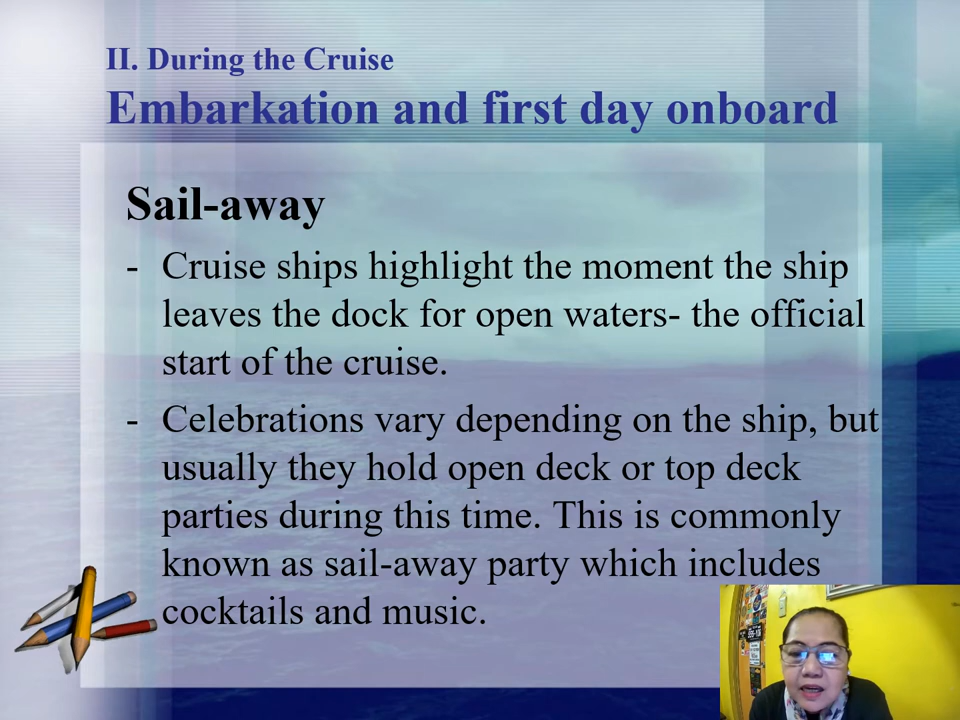 II. During the Cruise
Embarkation and first day onboard
Sail-away
- Cruise ships highlight the moment the ship
leaves the dock for open waters- the official
start of the cruise.
- Celebrations vary depending on the ship, but
usually they hold open deck or top deck
parties during this time. This is commonly
known as sail-away party which includes
cocktails and music.